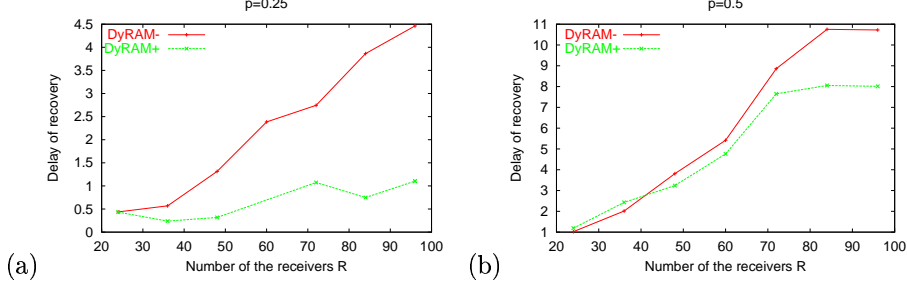 p=0.25
DyRAM-
DyRAM+
Delay of recovery
4.5
4
3.5
3
2.5
2
1.5
1
0.5
0
20 30 40 50 60 70 80 90 100
Number of the receivers R
(a)
p=0.5
DyRAM-
DyRAM+
Delay of recovery
11
10
9
8
7
6
5
4
3
2
1
20 30 40 50 60 70 80 90 100
Number of the receivers R
(b)